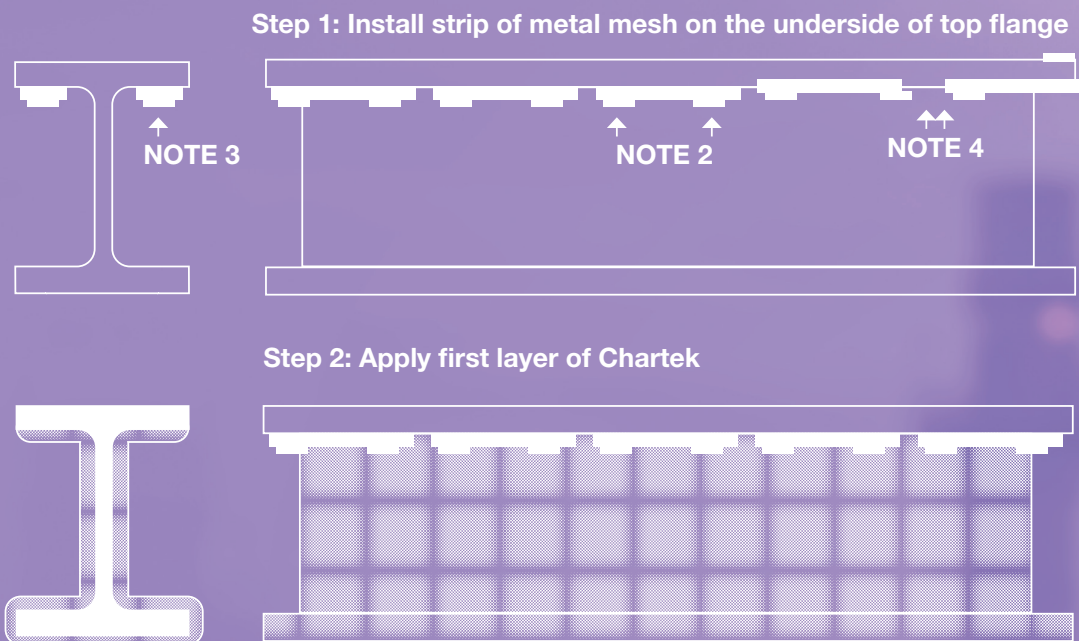 Step 1: Install strip of metal mesh on the underside of top flange
NOTE 3
NOTE 2
NOTE 4
Step 2: Apply first layer of Chartek